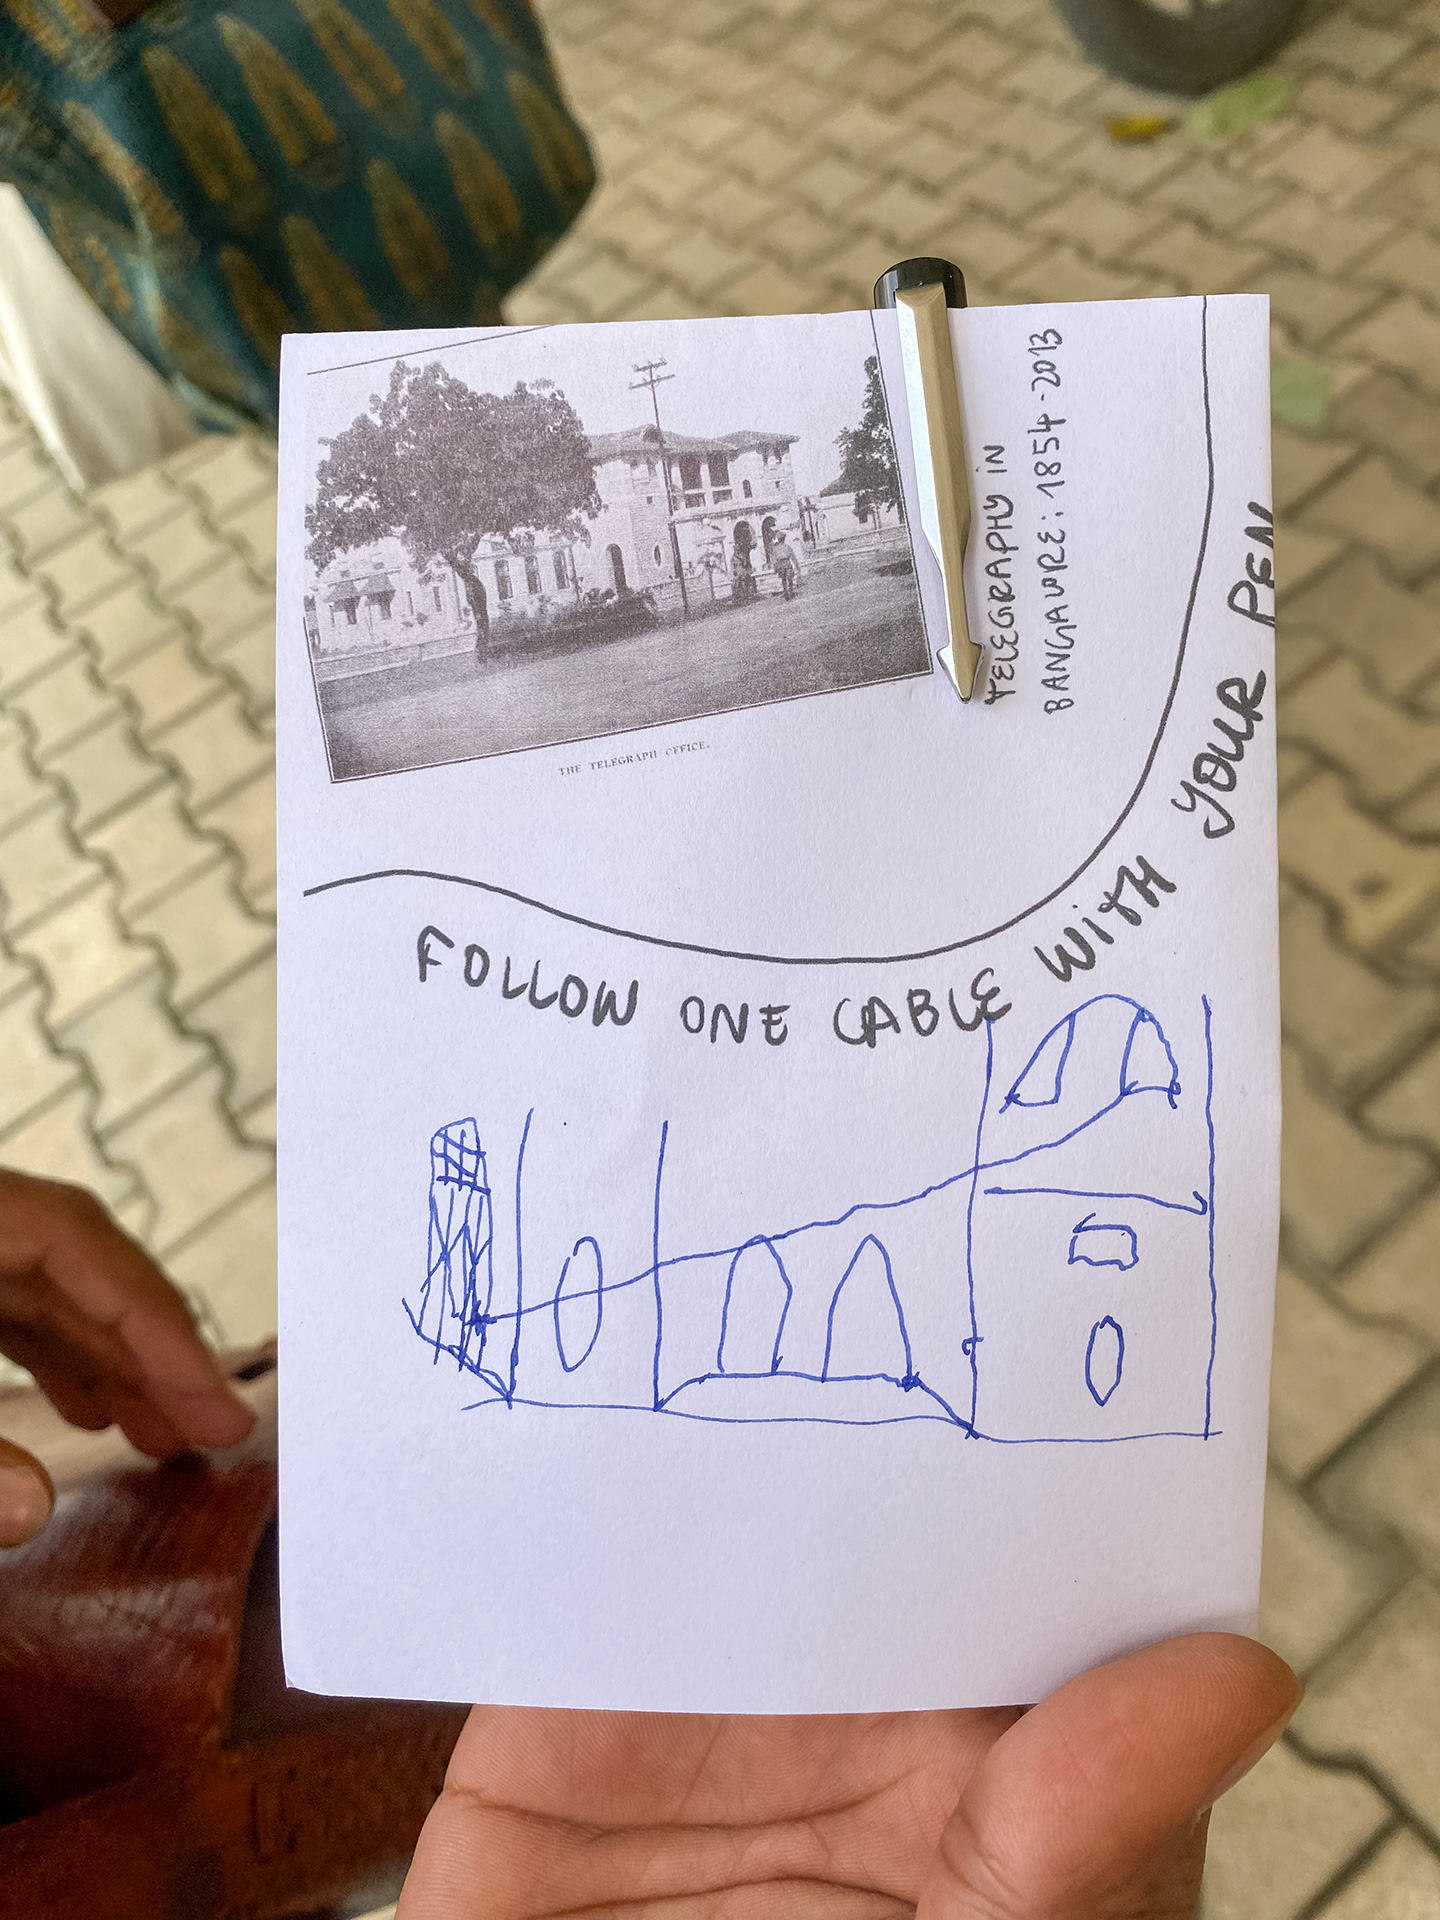 THE TELEGRAPH OFFICE.
TELEGRAPHY IN
BANGALORE: 1854-2013
FOLLOW ONE CABLE WITH YOUR PEN